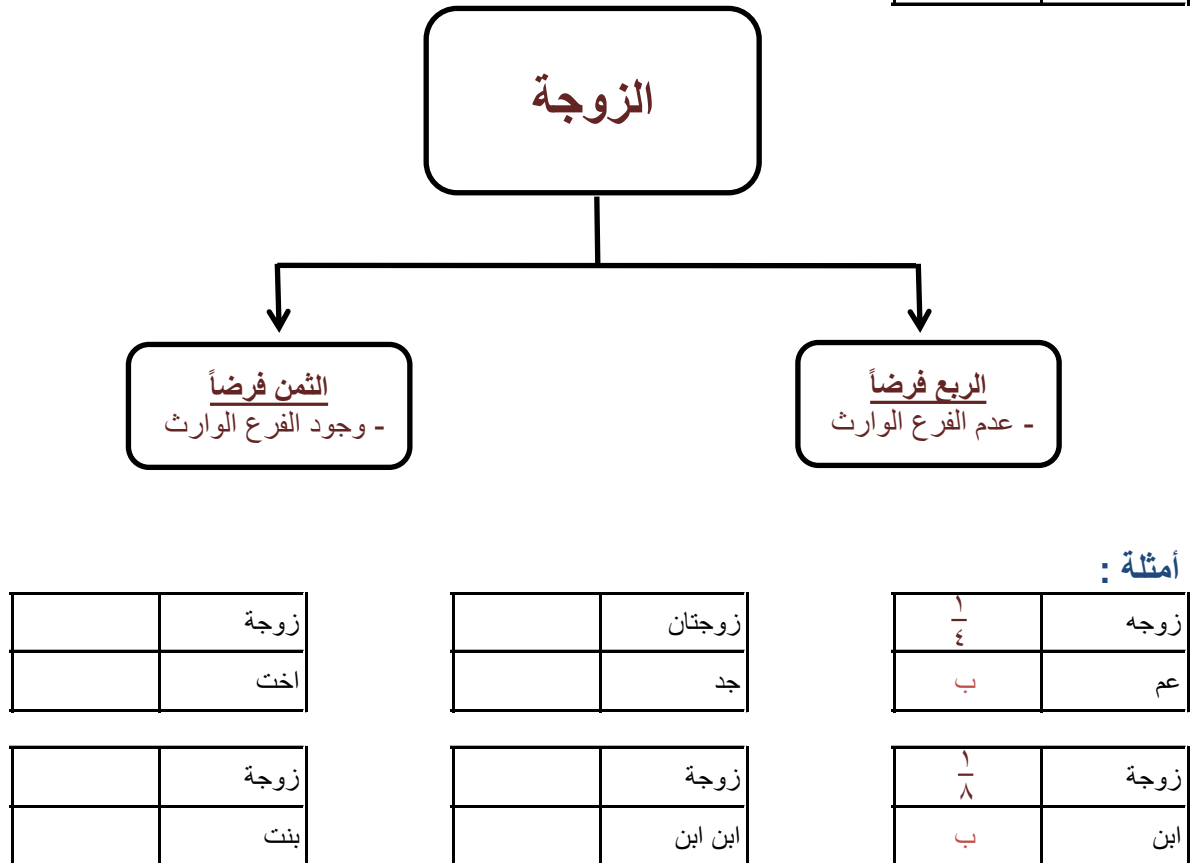 الزوجة
الربع فرضاً
- عدم الفرع الوارث
الثمن فرضاً
- وجود الفرع الوارث
أمثلة :
زوجه ١/٤
عم ب
زوجتان
جد
زوجة
اخت
زوجة ١/٨
ابن ب
زوجة
ابن ابن
زوجة
بنت